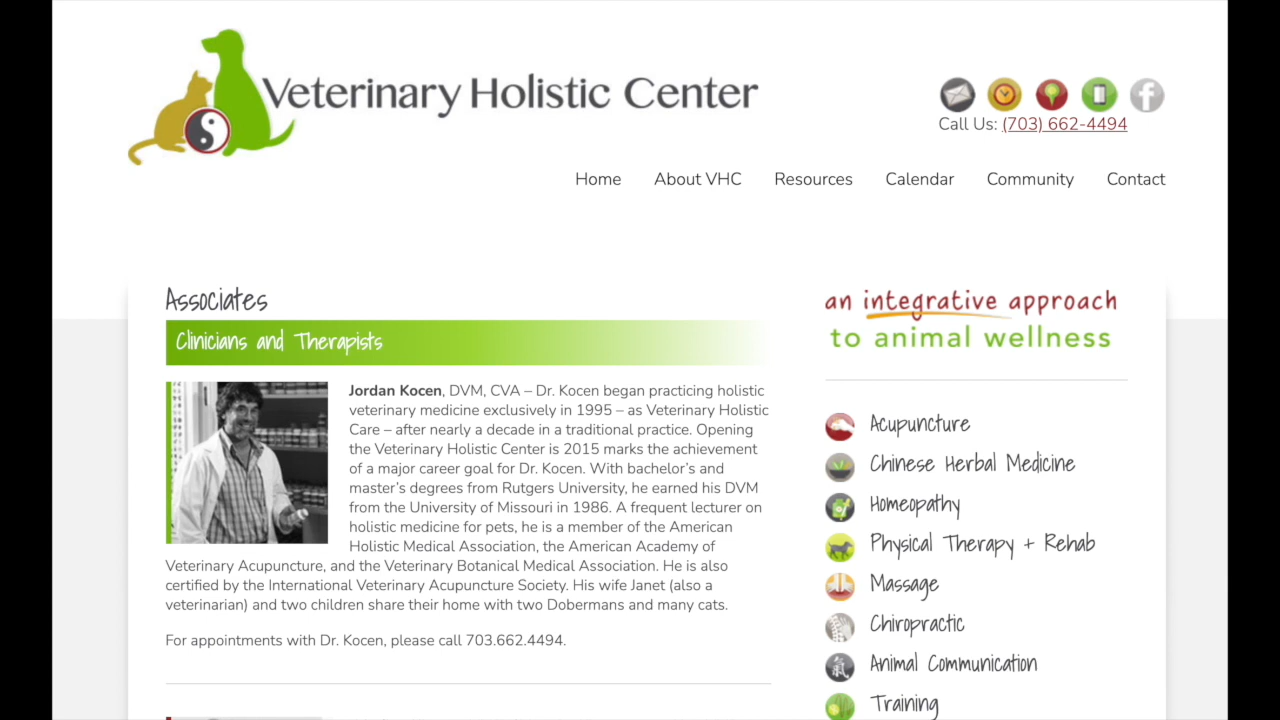 Veterinary Holistic Center
Call Us: (703) 662-4494
Home About VHC Resources Calendar Community Contact
Associates
Clinicians and Therapists
Jordan Kocen, DVM, CVA – Dr. Kocen began practicing holistic
veterinary medicine exclusively in 1995 – as Veterinary Holistic
Care – after nearly a decade in a traditional practice. Opening
the Veterinary Holistic Center is 2015 marks the achievement
of a major career goal for Dr. Kocen. With bachelor's and
master's degrees from Rutgers University, he earned his DVM
from the University of Missouri in 1986. A frequent lecturer on
holistic medicine for pets, he is a member of the American
Holistic Medical Association, the American Academy of
Veterinary Acupuncture, and the Veterinary Botanical Medical Association. He is also
certified by the International Veterinary Acupuncture Society. His wife Janet (also a
veterinarian) and two children share their home with two Dobermans and many cats.
For appointments with Dr. Kocen, please call 703.662.4494.
an integrative approach
to animal wellness
Acupuncture
Chinese Herbal Medicine
Homeopathy
Physical Therapy + Rehab
Massage
Chiropractic
氣
Animal Communication
Training